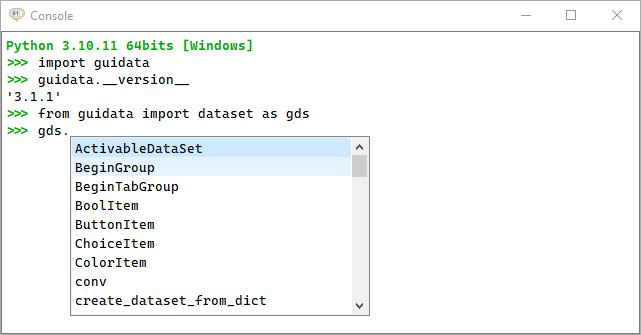 Console
Python 3.10.11 64bits [Windows]
>>> import guidata
>>> guidata.__version__
'3.1.1'
>>> from guidata import dataset as gds
>>> gds.
ActivableDataSet
BeginGroup
BeginTabGroup
BoolItem
ButtonItem
ChoiceItem
ColorItem
conv
create_dataset_from_dict